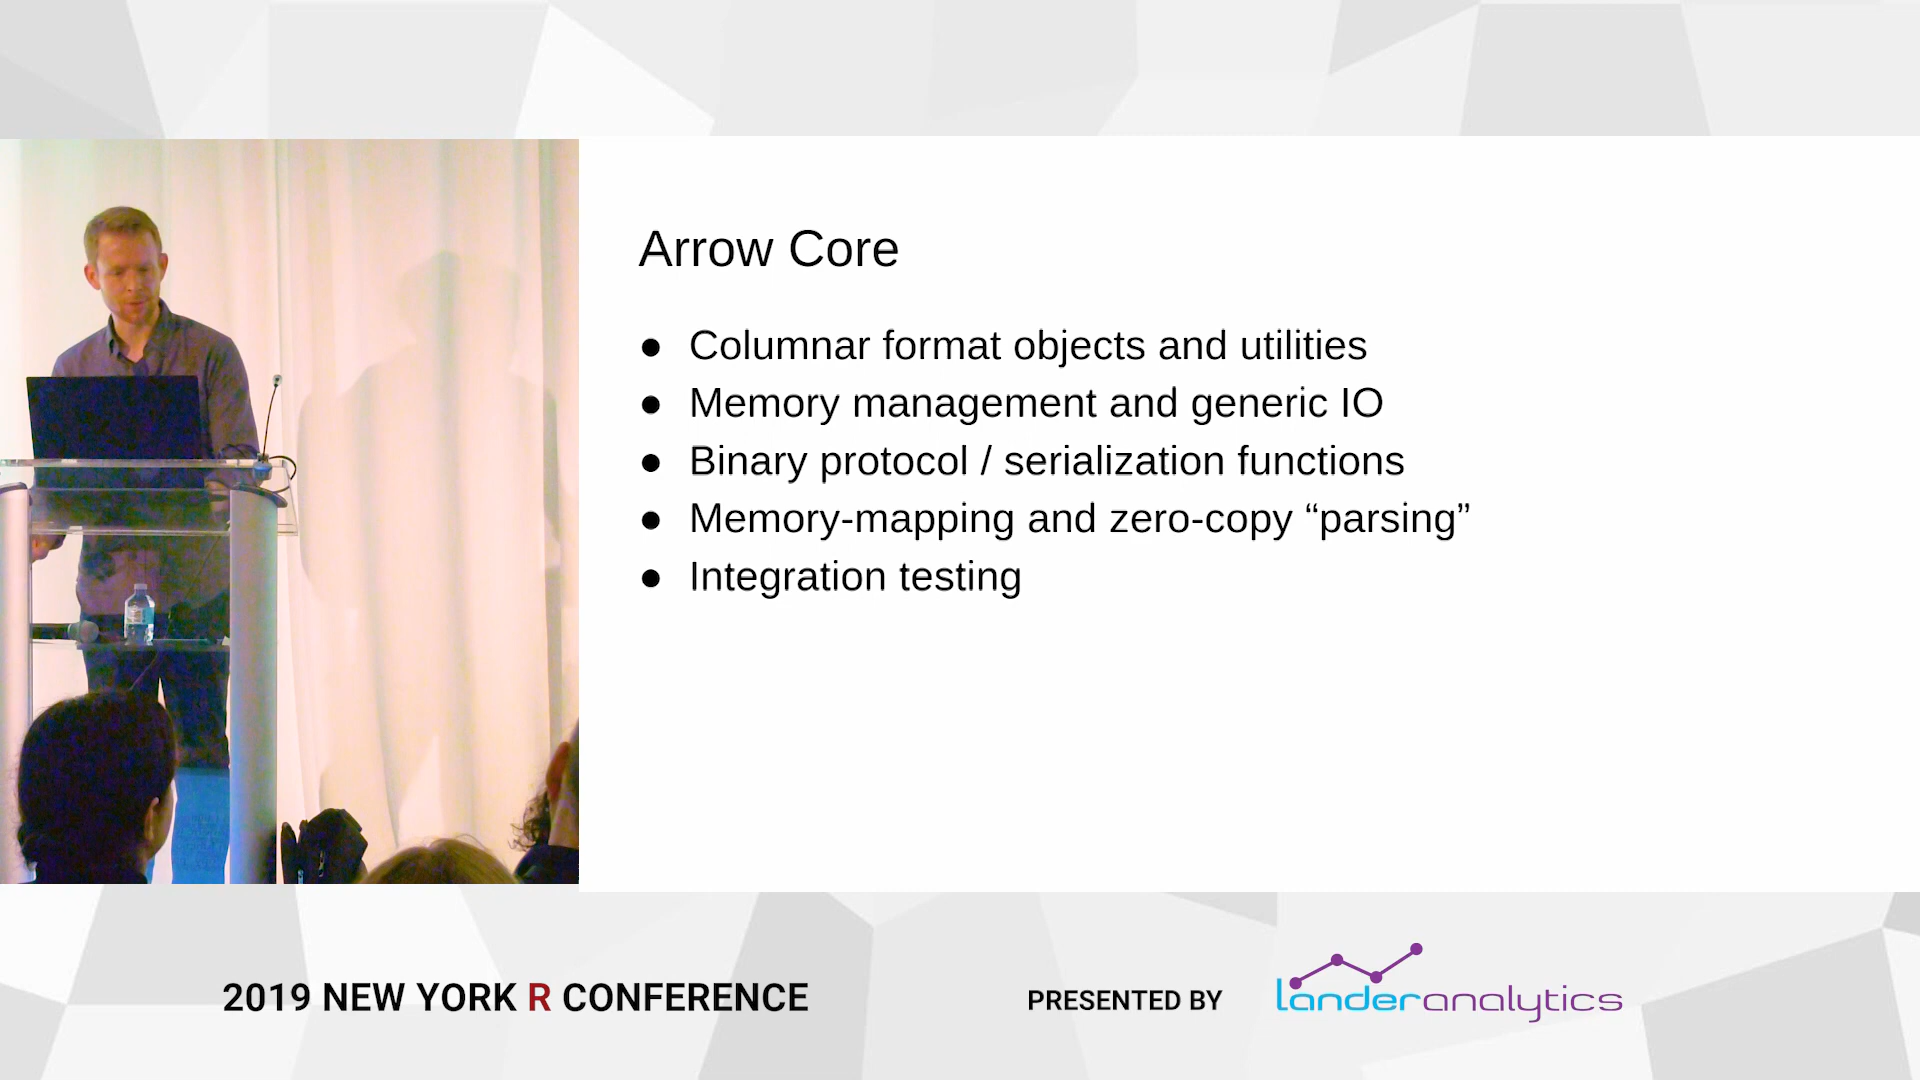 Arrow Core
● Columnar format objects and utilities
● Memory management and generic IO
● Binary protocol / serialization functions
● Memory-mapping and zero-copy “parsing”
● Integration testing
2019 NEW YORK R CONFERENCE
PRESENTED BY
landeranalytics